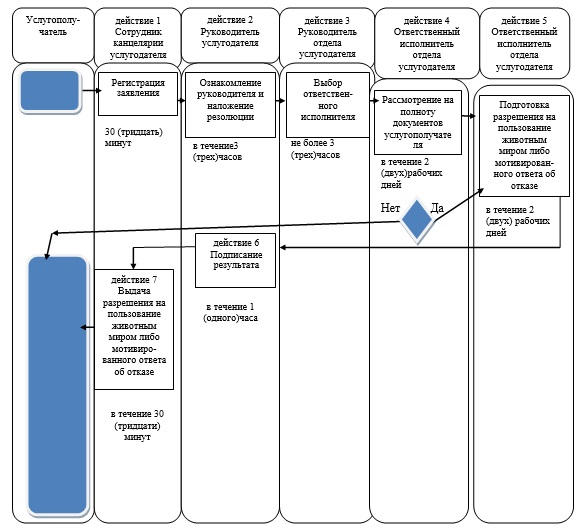 Услугополу-
чатель
действие 1
Сотрудник
канцелярии
услугодателя
действие 2
Руководитель
услугодателя
действие 3
Руководитель
отдела
услугодателя
действие 4
Ответственный
исполнитель
отдела
услугодателя
действие 5
Ответственный
исполнитель
отдела
услугодателя
Регистрация
заявления
30 (тридцать)
минут
Ознакомление
руководителя и
наложение
резолюции
в течение3
(трех)часов
Выбор
ответствен-
ного
исполнителя
не более 3
(трех)часов
Рассмотрение на
полноту
документов
услугополучате
ля
в течение 2
(двух)рабочих
дней
Подготовка
разрешения на
пользование
животным
миром либо
мотивирован-
ного ответа об
отказе
в течение 2
(двух) рабочих
дней
Нет
Да
действие 6
Подписание
результата
в течение 1
(одного)часа
действие 7
Выдача
разрешения на
пользование
животным
миром либо
мотивиро-
ванного ответа
об отказе
в течение 30
(тридцати)
минут